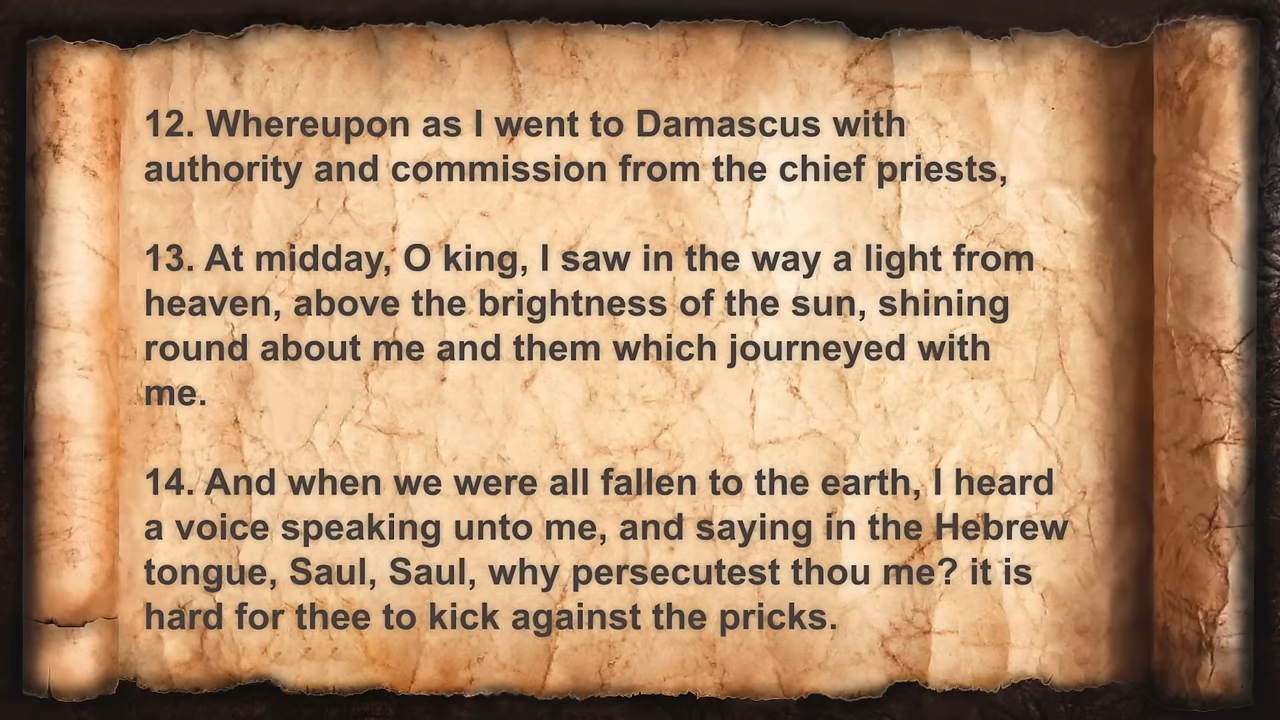 12. Whereupon as I went to Damascus with
authority and commission from the chief priests,
13. At midday, O king, I saw in the way a light from
heaven, above the brightness of the sun, shining
round about me and them which journeyed with
me.
14. And when we were all fallen to the earth, I heard
a voice speaking unto me, and saying in the Hebrew
tongue, Saul, Saul, why persecutest thou me? it is
hard for thee to kick against the pricks.